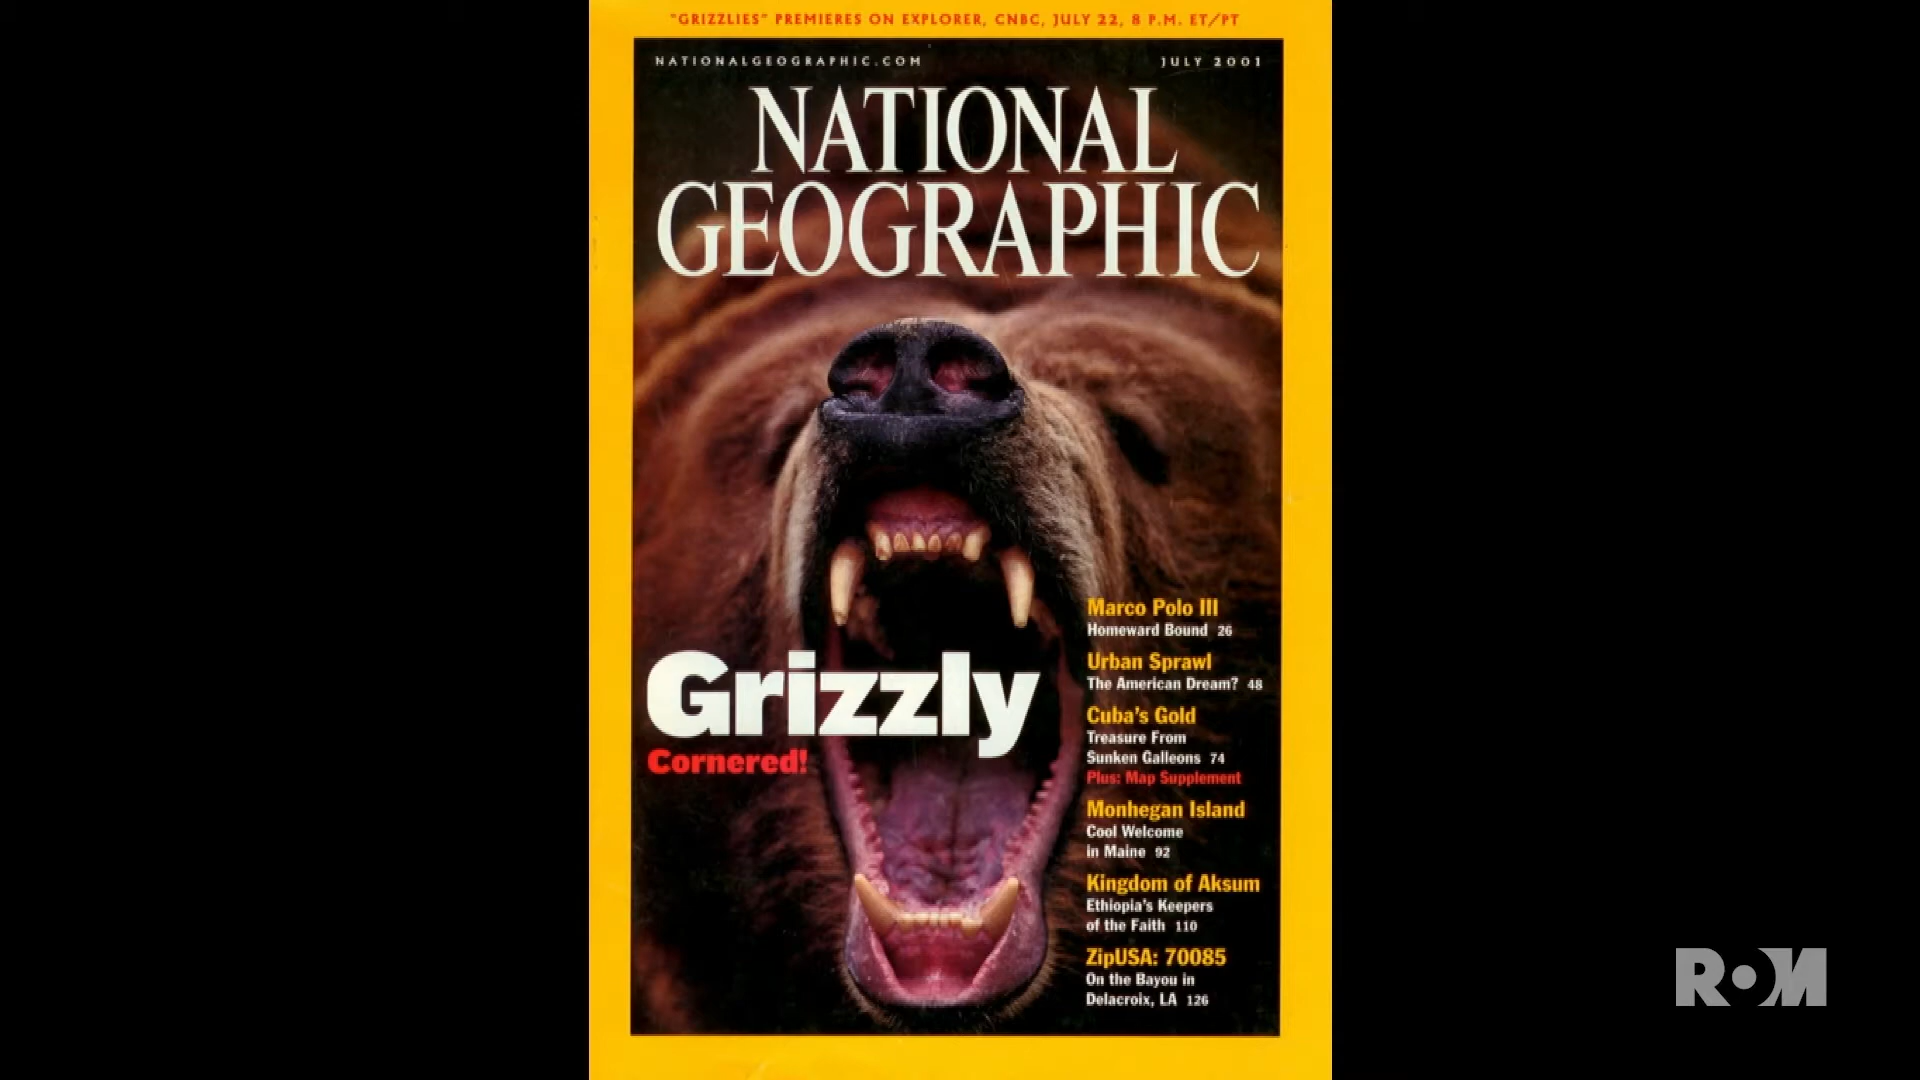 "GRIZZLIES" PREMIERES ON EXPLORER, CNBC, JULY 22, 8 P.M. ET/PT
NATIONALGEOGRAPHIC.COM
JULY 2001
NATIONAL
GEOGRAPHIC
Grizzly
Cornered!
Marco Polo III
Homeward Bound 26
Urban Sprawl
The American Dream? 48
Cuba's Gold
Treasure From
Sunken Galleons 74
Plus: Map Supplement
Monhegan Island
Cool Welcome
in Maine 92
Kingdom of Aksum
Ethiopia's Keepers
of the Faith 110
ZipUSA: 70085
On the Bayou in
Delacroix, LA 126
ROM